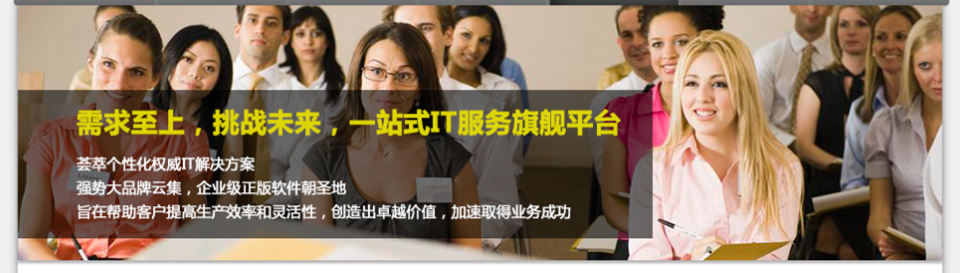 需求至上，挑战未来，一站式IT服务旗舰平台
荟萃个性化权威IT解决方案
强势大品牌云集，企业级正版软件朝圣地
旨在帮助客户提高生产效率和灵活性，创造出卓越价值，加速取得业务成功